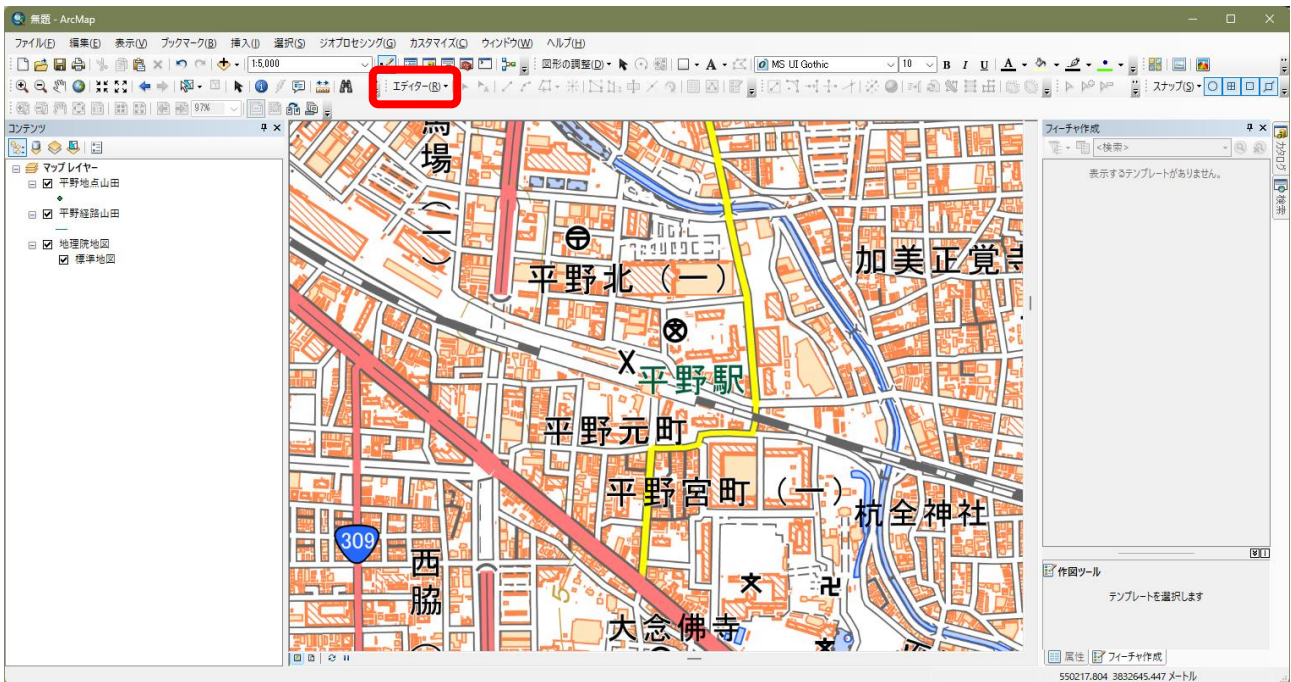 無題 - ArcMap
ファイル(F) 編集(E) 表示(V) ブックマーク(B) 挿入(I) 選択(S) ジオプロセシング(G) カスタマイズ(C) ウィンドウ(W) ヘルプ(H)
1:5,000 図形の調整(D) A MS UI Gothic 10 B I U A
エディター(R) スナップ(S)
97%
コンテンツ
マップ レイヤー
平野地点山田
平野経路山田
地理院地図
標準地図
馬場(一)
平野北(一)
加美正覚寺
平野駅
平野元町
平野宮町(一)
杭全神社
309
西脇(
大念佛寺
フィーチャ作成
<検索>
表示するテンプレートがありません。
カタログ
検索
作図ツール
テンプレートを選択します
属性 フィーチャ作成
550217.804 3832645.447 メートル